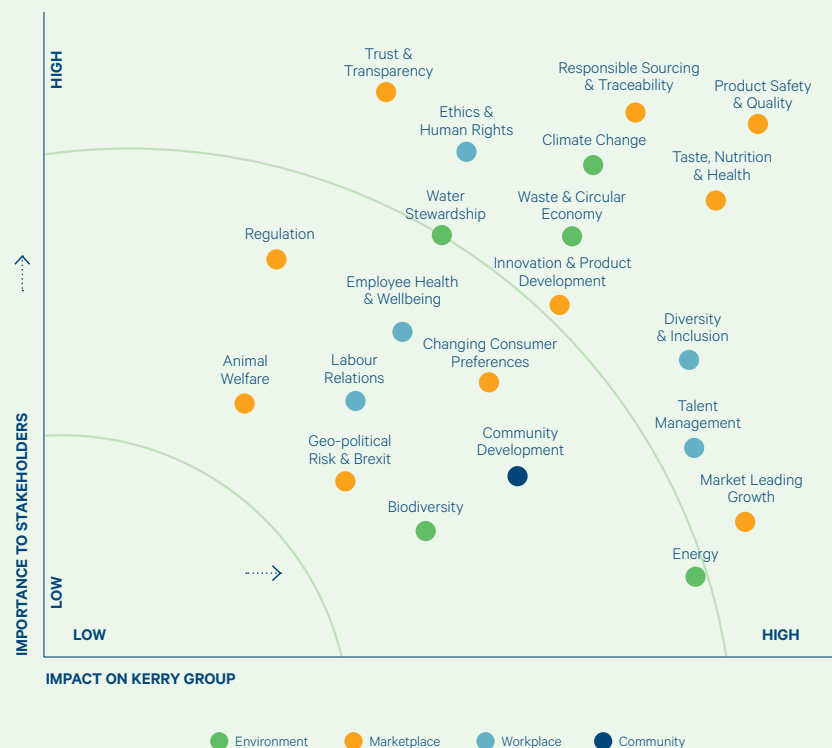 HIGH
Trust &
Transparency
Responsible Sourcing
& Traceability
Product Safety
& Quality
Ethics &
Human Rights
Climate Change
Taste, Nutrition
& Health
Water
Stewardship
Waste & Circular
Economy
Regulation
Innovation & Product
Development
Employee Health
& Wellbeing
Diversity
& Inclusion
Changing Consumer
Preferences
Animal
Welfare
Labour
Relations
Talent
Management
Geo-political
Risk & Brexit
Community
Development
Market Leading
Growth
Biodiversity
Energy
IMPORTANCE TO STAKEHOLDERS
LOW
LOW
HIGH
IMPACT ON KERRY GROUP
Environment
Marketplace
Workplace
Community